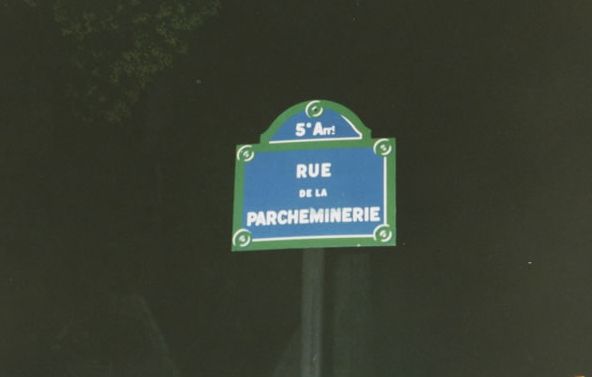 5e Arrt
RUE
DE LA
PARCHEMINERIE